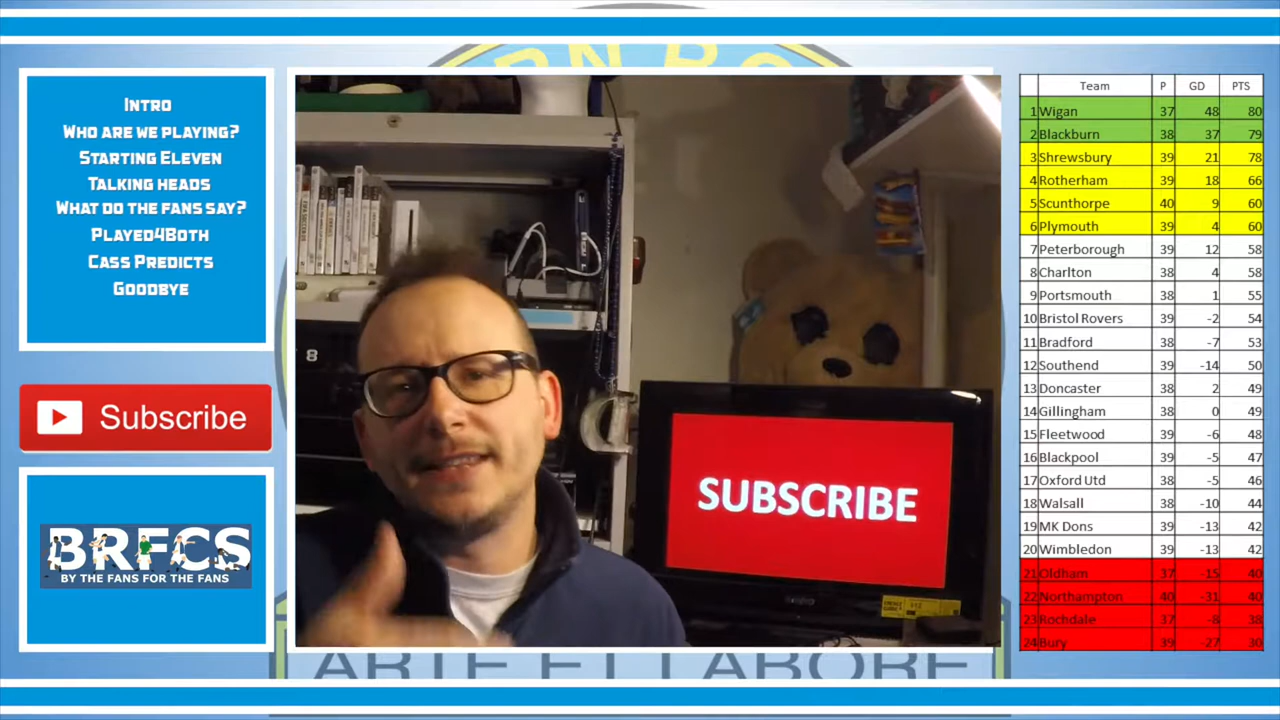 RN RO
INTRO
WHO ARE WE PLAYING?
STARTING ELEVEN
TALKING HEADS
WHAT DO THE FANS SAY?
PLAYED4BOTH
CASS PREDICTS
GOODBYE
Subscribe
BRFCS
BY THE FANS FOR THE FANS
8
SUBSCRIBE
Team P GD PTS
1 Wigan 37 48 80
2 Blackburn 38 37 79
3 Shrewsbury 39 21 78
4 Rotherham 39 18 66
5 Scunthorpe 40 9 60
6 Plymouth 39 4 60
7 Peterborough 39 12 58
8 Charlton 38 4 58
9 Portsmouth 38 1 55
10 Bristol Rovers 39 -2 54
11 Bradford 38 -7 53
12 Southend 39 -14 50
13 Doncaster 38 2 49
14 Gillingham 38 0 49
15 Fleetwood 39 -6 48
16 Blackpool 39 -5 47
17 Oxford Utd 38 -5 46
18 Walsall 38 -10 44
19 MK Dons 39 -13 42
20 Wimbledon 39 -13 42
21 Oldham 37 -15 40
22 Northampton 40 -31 40
23 Rochdale 37 -8 38
24 Bury 39 -27 30
ARTE ET LABORE